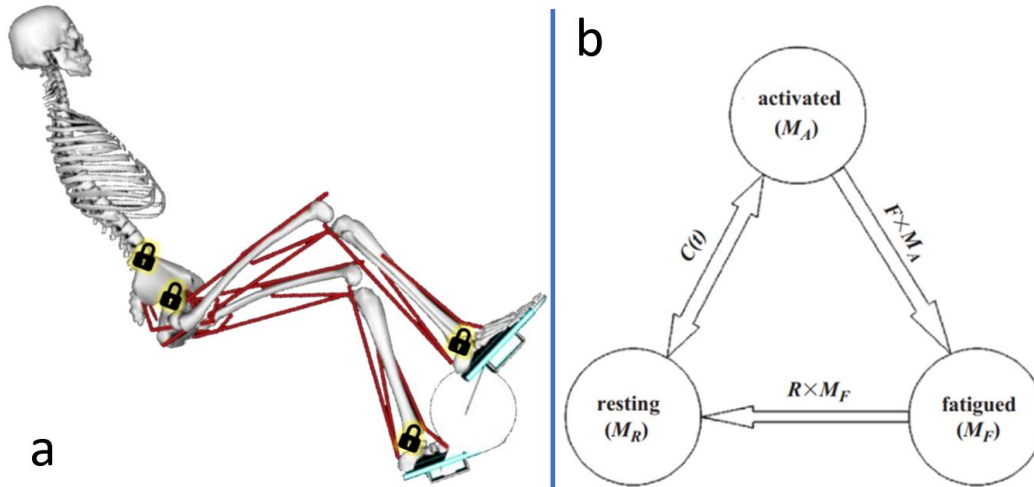 a
b
activated
(M_A)
C(t)
F×M_A
resting
(M_R)
R×M_F
fatigued
(M_F)